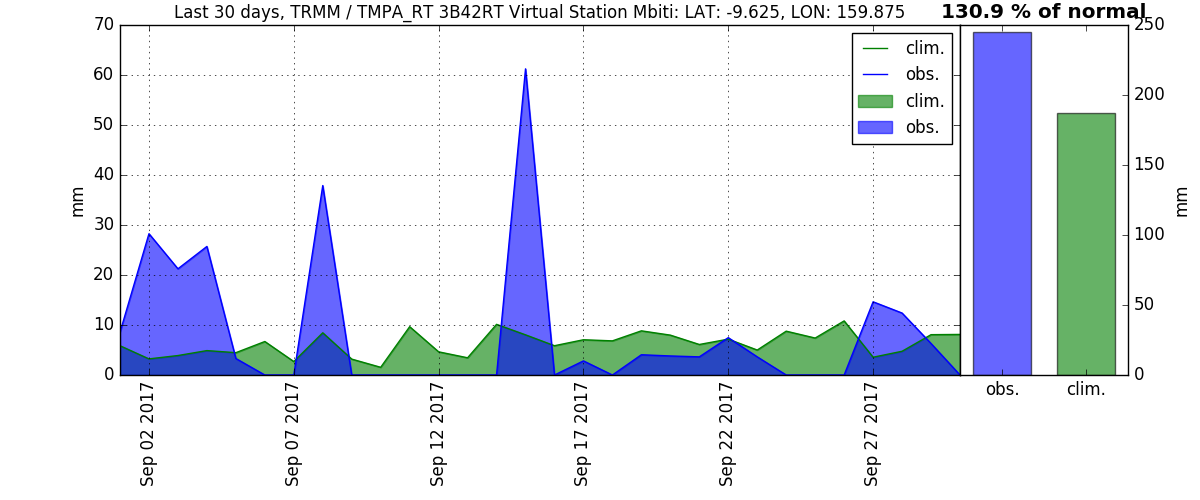 Last 30 days, TRMM / TMPA_RT 3B42RT Virtual Station Mbiti: LAT: -9.625, LON: 159.875
130.9 % of normal
70
60
50
40
30
20
10
0
mm
clim.
obs.
clim.
obs.
250
200
150
100
50
0
mm
obs.
clim.
Sep 02 2017
Sep 07 2017
Sep 12 2017
Sep 17 2017
Sep 22 2017
Sep 27 2017